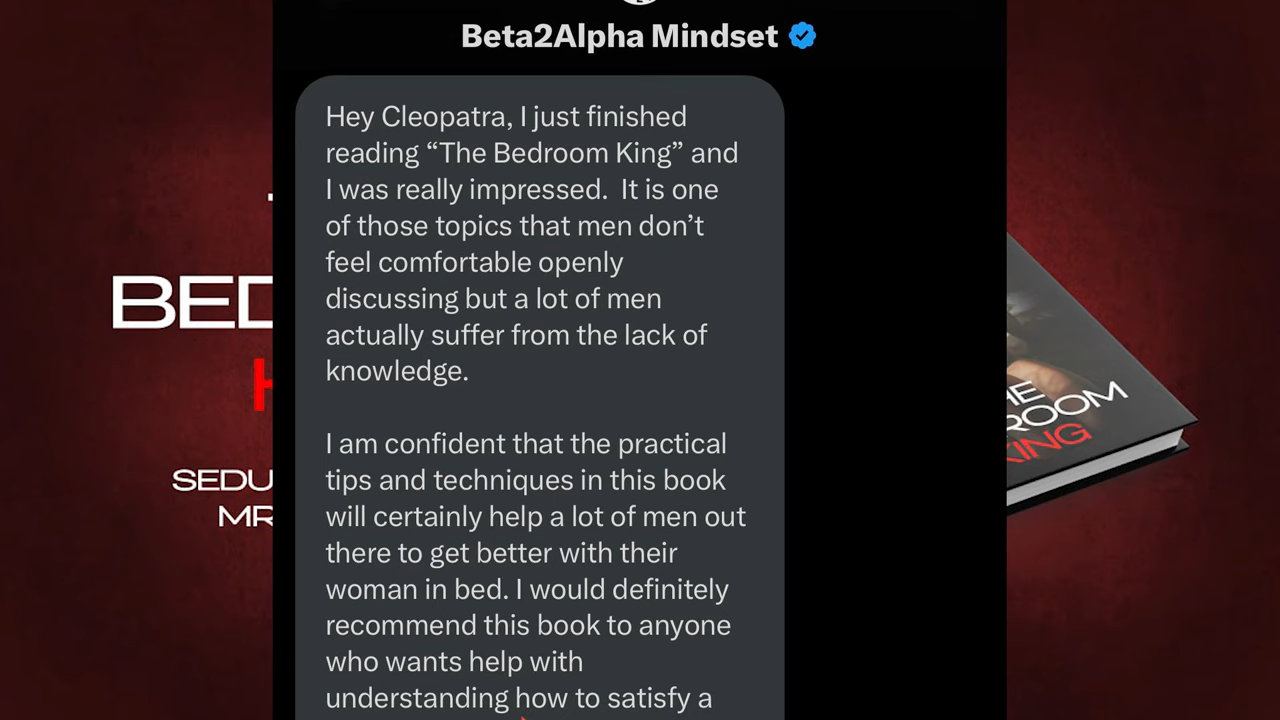 Beta2Alpha Mindset
Hey Cleopatra, I just finished
reading “The Bedroom King” and
I was really impressed.  It is one
of those topics that men don’t
feel comfortable openly
discussing but a lot of men
actually suffer from the lack of
knowledge.
I am confident that the practical
tips and techniques in this book
will certainly help a lot of men out
there to get better with their
woman in bed. I would definitely
recommend this book to anyone
who wants help with
understanding how to satisfy a
BED
SEDU
MR
ROOM
KING